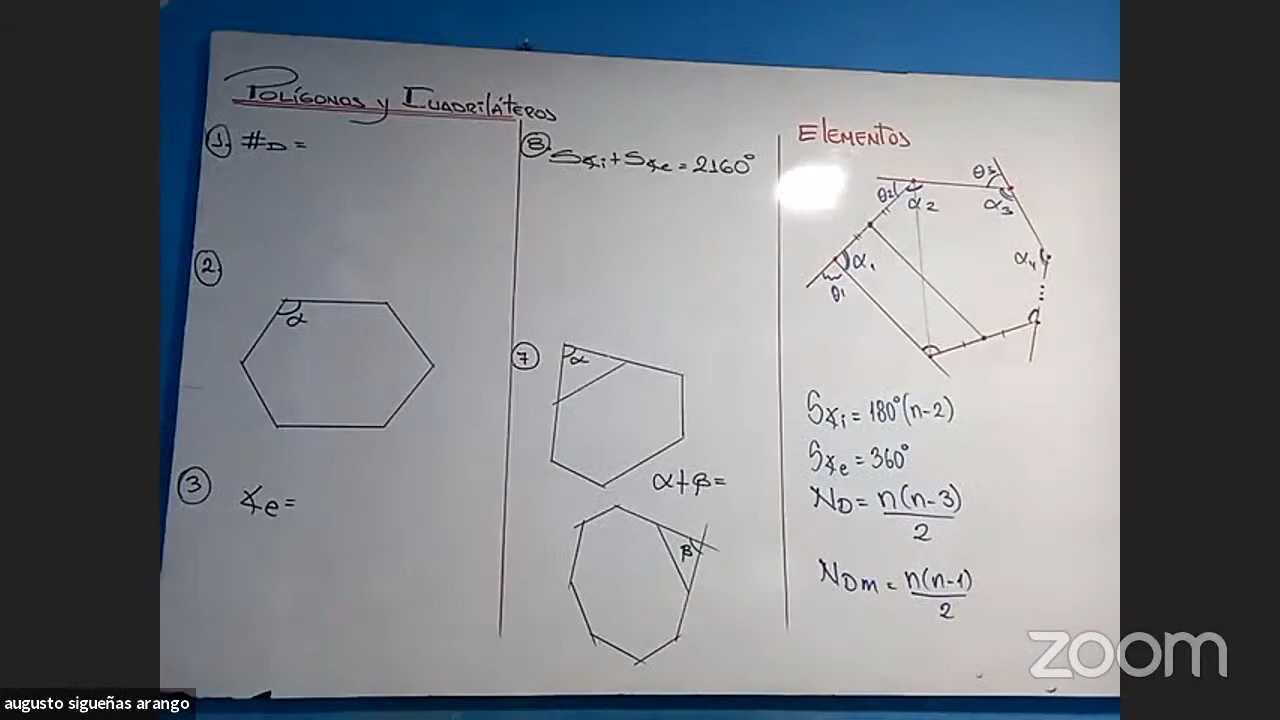 Polígonos y Cuadriláteros
1. #D =
2.
α
3 ∡e =
8. S∡i + S∡e = 2160°
7 α
α + β =
β
Elementos
θ3
θ2 α2 α3
α1 α4
θ1
S∡i = 180°(n-2)
S∡e = 360°
ND = n(n-3)
2
NDm = n(n-1)
2
zoom
augusto sigueñas arango